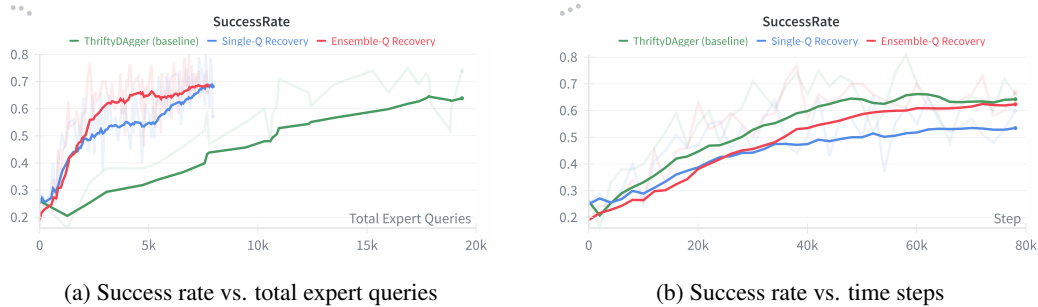 SuccessRate
ThriftyDAgger (baseline) Single-Q Recovery Ensemble-Q Recovery
0.8
0.7
0.6
0.5
0.4
0.3
0.2
Total Expert Queries
0 5k 10k 15k 20k
(a) Success rate vs. total expert queries
SuccessRate
ThriftyDAgger (baseline) Single-Q Recovery Ensemble-Q Recovery
0.8
0.7
0.6
0.5
0.4
0.3
0.2
Step
0 20k 40k 60k 80k
(b) Success rate vs. time steps